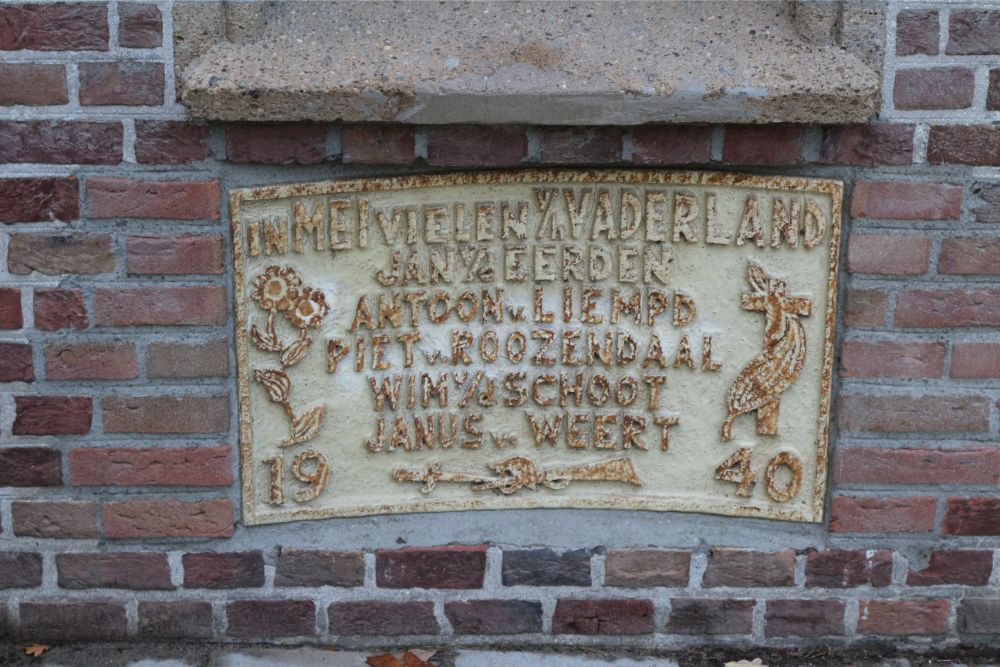 IN MEI VIELEN V/H VADERLAND
JAN V/D EERDEN
ANTOON v. LIEMPD
PIET v. ROOZENDAAL
WIM V/D SCHOOT
JANUS v. WEERT
19 40